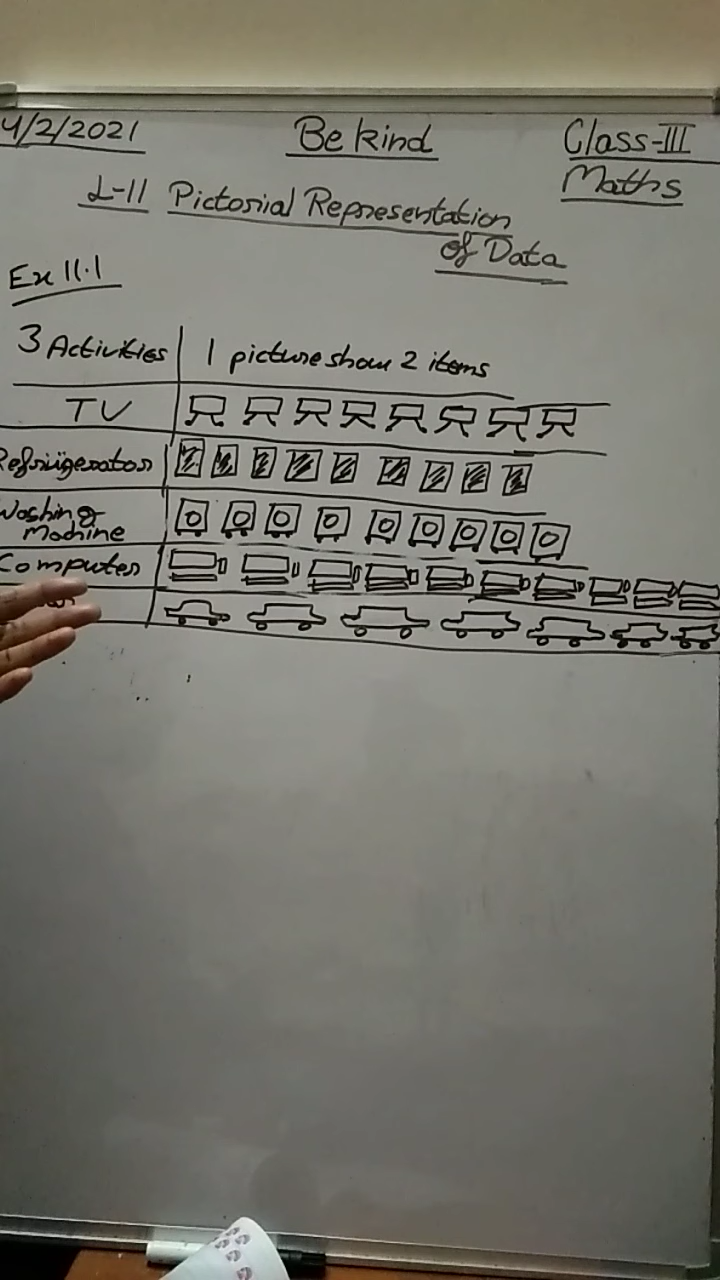 4/2/2021 Be kind Class-III
Maths
L-11 Pictorial Representation
of Data
Ex 11.1
3 Activities 1 picture show 2 items
TV
Refrigerator
Washing
Machine
Computer